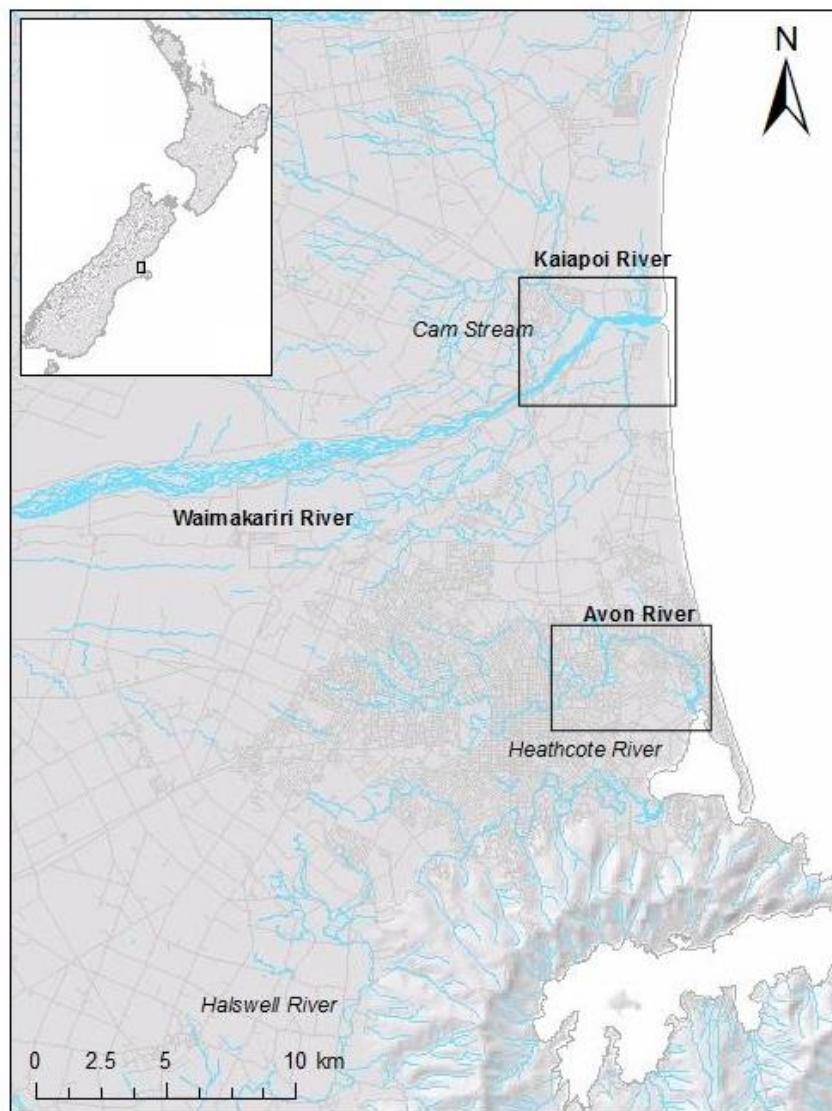 N
Kaiapoi River
Cam Stream
Waimakariri River
Avon River
Heathcote River
Halswell River
0 2.5 5 10 km